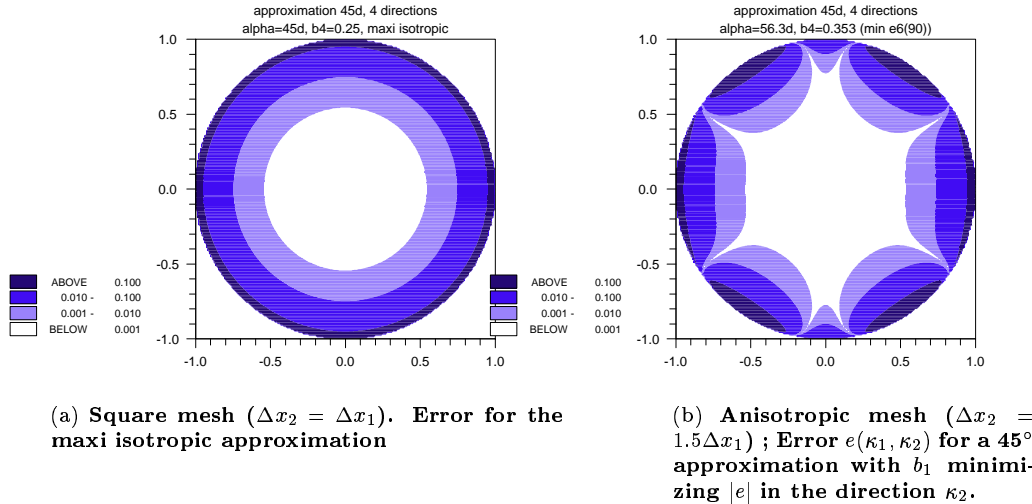 approximation 45d, 4 directions
alpha=45d, b4=0.25, maxi isotropic
1.0
0.5
0.0
-0.5
-1.0
-1.0 -0.5 0.0 0.5 1.0
ABOVE 0.100
0.010 - 0.100
0.001 - 0.010
BELOW 0.001
(a) Square mesh (Δx₂ = Δx₁). Error for the
maxi isotropic approximation
approximation 45d, 4 directions
alpha=56.3d, b4=0.353 (min e6(90))
1.0
0.5
0.0
-0.5
-1.0
-1.0 -0.5 0.0 0.5 1.0
ABOVE 0.100
0.010 - 0.100
0.001 - 0.010
BELOW 0.001
(b) Anisotropic mesh (Δx₂ =
1.5Δx₁) ; Error e(κ₁, κ₂) for a 45°
approximation with b₁ minimi-
zing |e| in the direction κ₂.